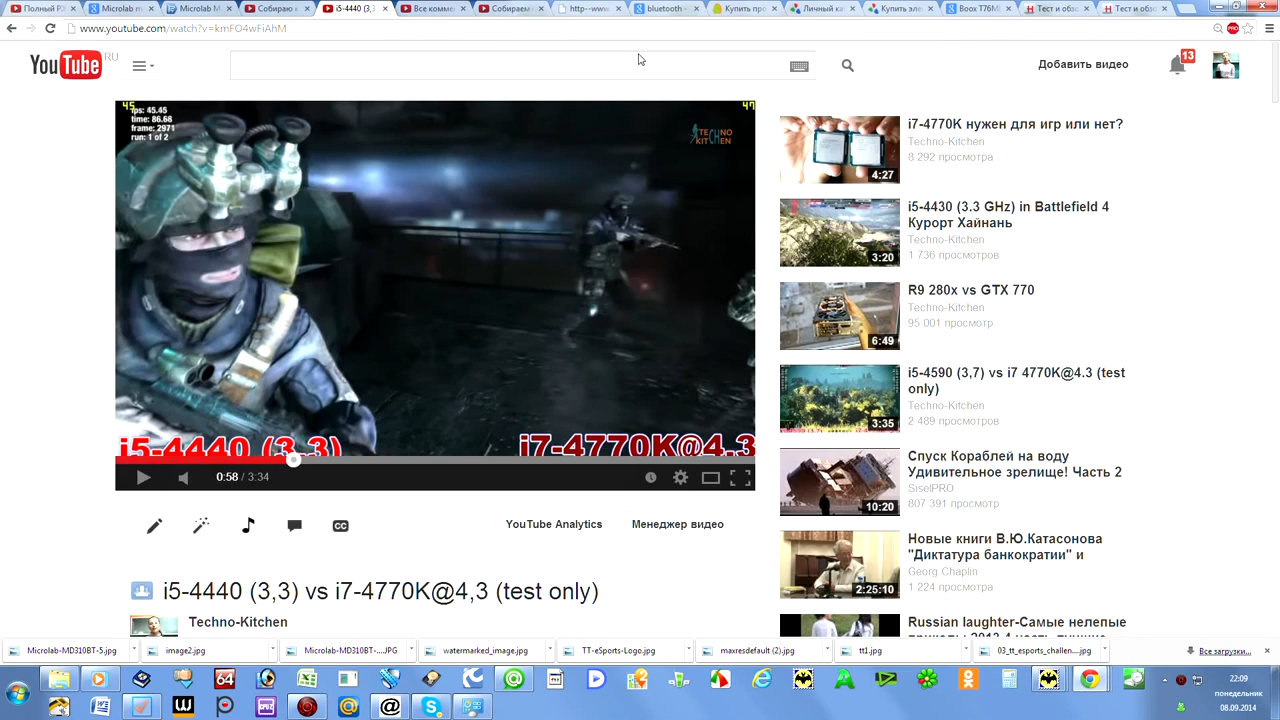 Полный РА
Microlab m
Microlab M
Собираю к
i5-4440 (3,3
Все комме
Собираем
http--www
bluetooth
Купить про
Личный ка
Купить эле
Boox T76M
Тест и обзо
Тест и обзо
www.youtube.com/watch?v=kmFO4wFiAhM
YouTube RU
Добавить видео
13
45
fps: 45.45
time: 86.68
frame: 2971
run: 1 of 2
47
TECHNO
KITCHEN
i5-4440 (3,3)
i7-4770K@4,3
0:58 / 3:34
CC
YouTube Analytics
Менеджер видео
i5-4440 (3,3) vs i7-4770K@4,3 (test only)
Techno-Kitchen
i7-4770K нужен для игр или нет?
Techno-Kitchen
8 292 просмотра
4:27
i5-4430 (3.3 GHz) in Battlefield 4
Курорт Хайнань
Techno-Kitchen
1 736 просмотров
3:20
R9 280x vs GTX 770
Techno-Kitchen
95 001 просмотр
6:49
i5-4590 (3,7) vs i7 4770K@4.3 (test
only)
Techno-Kitchen
2 489 просмотров
3:35
Спуск Кораблей на воду
Удивительное зрелище! Часть 2
SiselPRO
807 391 просмотр
10:20
Новые книги В.Ю.Катасонова
"Диктатура банкократии" и
Georg Chaplin
1 224 просмотра
2:25:10
Russian laughter-Самые нелепые
Microlab-MD310BT-5.jpg
image2.jpg
Microlab-MD310BT-....JPG
watermarked_image.jpg
TT-eSports-Logo.jpg
maxresdefault (2).jpg
tt1.jpg
03_tt_esports_challen....jpg
Все загрузки...
64
22:09
понедельник
08.09.2014